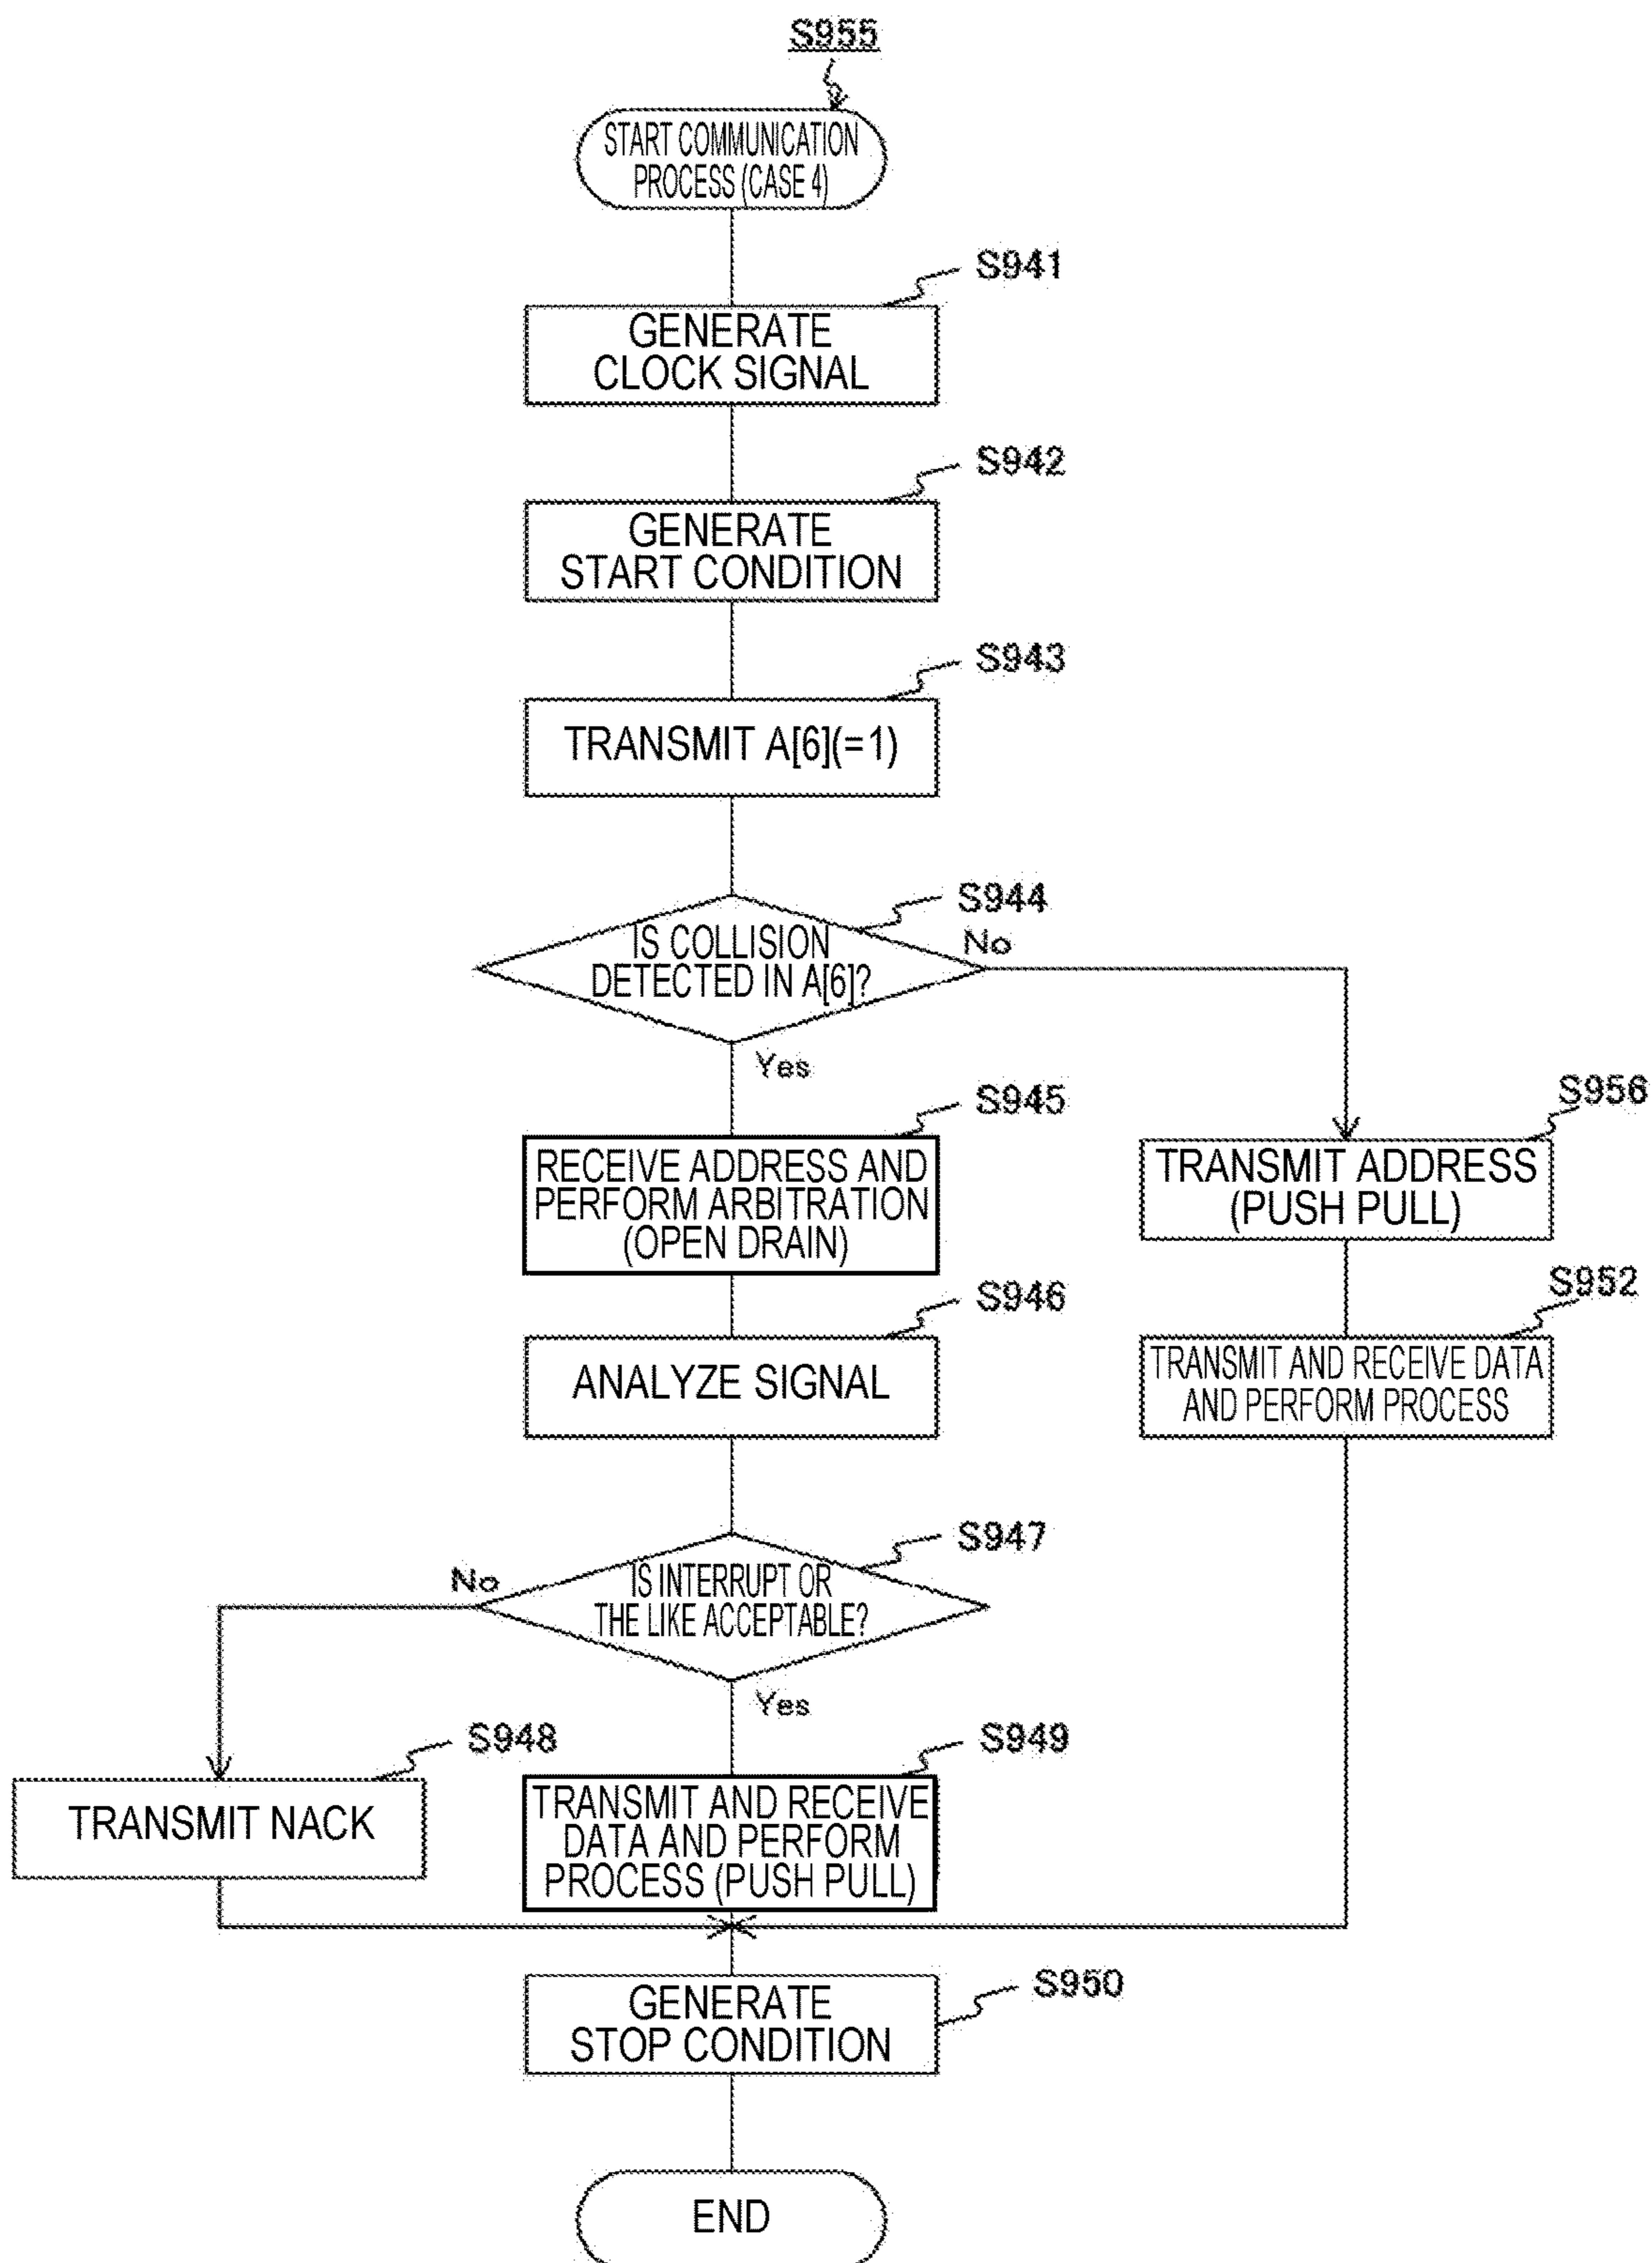 S955
START COMMUNICATION
PROCESS (CASE 4)
S941
GENERATE
CLOCK SIGNAL
S942
GENERATE
START CONDITION
S943
TRANSMIT A[6](=1)
S944
IS COLLISION
DETECTED IN A[6]?
No
Yes
S945
RECEIVE ADDRESS AND
PERFORM ARBITRATION
(OPEN DRAIN)
S956
TRANSMIT ADDRESS
(PUSH PULL)
S946
ANALYZE SIGNAL
S952
TRANSMIT AND RECEIVE DATA
AND PERFORM PROCESS
S947
IS INTERRUPT OR
THE LIKE ACCEPTABLE?
No
Yes
S948
TRANSMIT NACK
S949
TRANSMIT AND RECEIVE
DATA AND PERFORM
PROCESS (PUSH PULL)
S950
GENERATE
STOP CONDITION
END